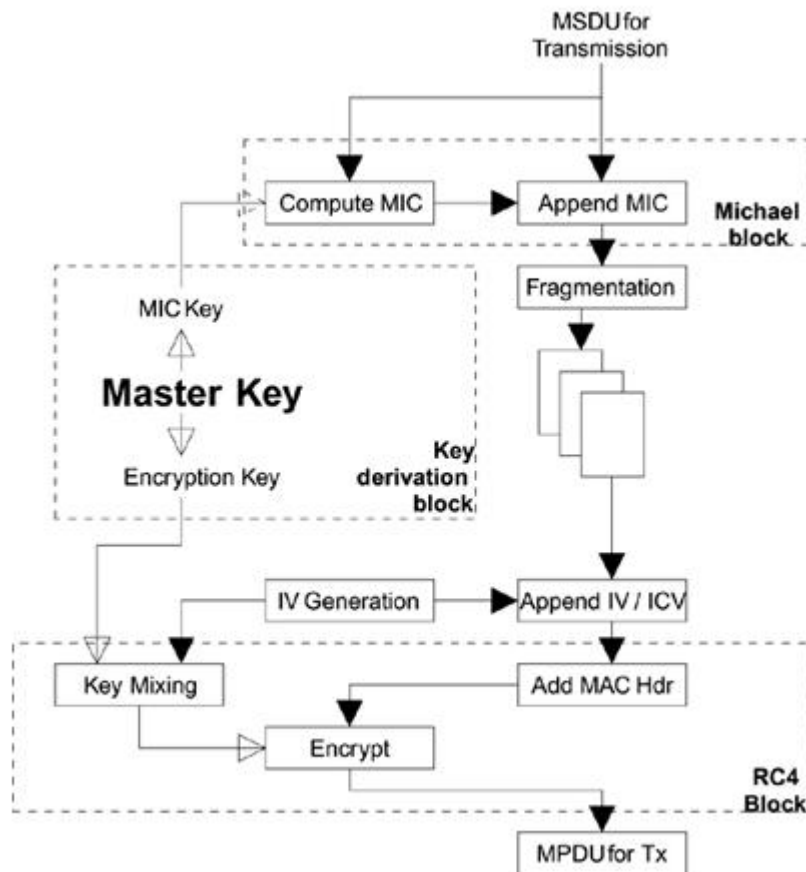 MSDU for
Transmission
Compute MIC
Append MIC
Michael
block
Fragmentation
MIC Key
Master Key
Encryption Key
Key
derivation
block
IV Generation
Append IV / ICV
Key Mixing
Add MAC Hdr
Encrypt
RC4
Block
MPDU for Tx